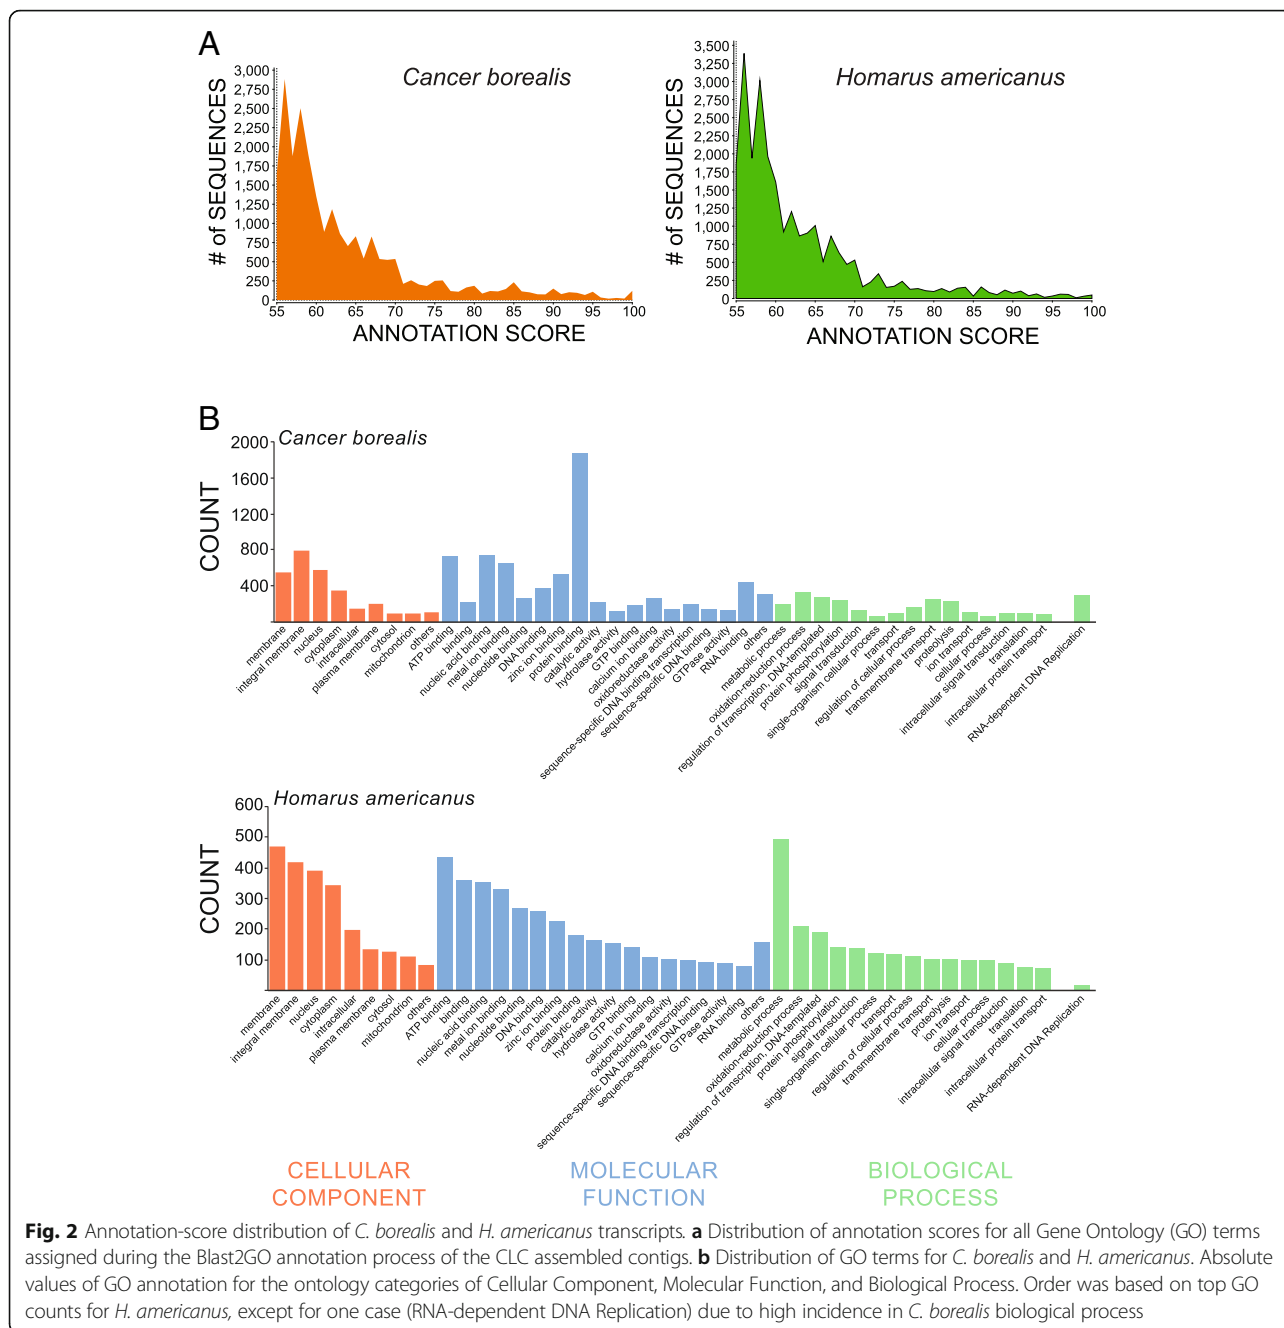 A
Cancer borealis
# of SEQUENCES
3,000
2,750
2,500
2,250
2,000
1,750
1,500
1,250
1,000
750
500
250
0
55 60 65 70 75 80 85 90 95 100
ANNOTATION SCORE
Homarus americanus
# of SEQUENCES
3,500
3,250
3,000
2,750
2,500
2,250
2,000
1,750
1,500
1,250
1,000
750
500
250
0
55 60 65 70 75 80 85 90 95 100
ANNOTATION SCORE
B
Cancer borealis
COUNT
2000
1600
1200
800
400
membrane
integral membrane
nucleus
cytoplasm
intracellular
plasma membrane
cytosol
mitochondrion
others
ATP binding
binding
nucleic acid binding
metal ion binding
nucleotide binding
DNA binding
zinc ion binding
protein binding
catalytic activity
hydrolase activity
GTP binding
calcium ion binding
oxidoreductase activity
sequence-specific DNA binding transcription
sequence-specific DNA binding
GTPase activity
RNA binding
others
metabolic process
oxidation-reduction process
regulation of transcription, DNA-templated
protein phosphorylation
signal transduction
single-organism cellular process
transport
regulation of cellular process
transmembrane transport
proteolysis
ion transport
cellular process
intracellular signal transduction
translation
intracellular protein transport
RNA-dependent DNA Replication
Homarus americanus
COUNT
600
500
400
300
200
100
membrane
integral membrane
nucleus
cytoplasm
intracellular
plasma membrane
cytosol
mitochondrion
others
ATP binding
binding
nucleic acid binding
metal ion binding
nucleotide binding
DNA binding
zinc ion binding
protein binding
catalytic activity
hydrolase activity
GTP binding
calcium ion binding
oxidoreductase activity
sequence-specific DNA binding transcription
sequence-specific DNA binding
GTPase activity
RNA binding
others
metabolic process
oxidation-reduction process
regulation of transcription, DNA-templated
protein phosphorylation
signal transduction
single-organism cellular process
transport
regulation of cellular process
transmembrane transport
proteolysis
ion transport
cellular process
intracellular signal transduction
translation
intracellular protein transport
RNA-dependent DNA Replication
CELLULAR
COMPONENT
MOLECULAR
FUNCTION
BIOLOGICAL
PROCESS
Fig. 2 Annotation-score distribution of C. borealis and H. americanus transcripts. a Distribution of annotation scores for all Gene Ontology (GO) terms
assigned during the Blast2GO annotation process of the CLC assembled contigs. b Distribution of GO terms for C. borealis and H. americanus. Absolute
values of GO annotation for the ontology categories of Cellular Component, Molecular Function, and Biological Process. Order was based on top GO
counts for H. americanus, except for one case (RNA-dependent DNA Replication) due to high incidence in C. borealis biological process